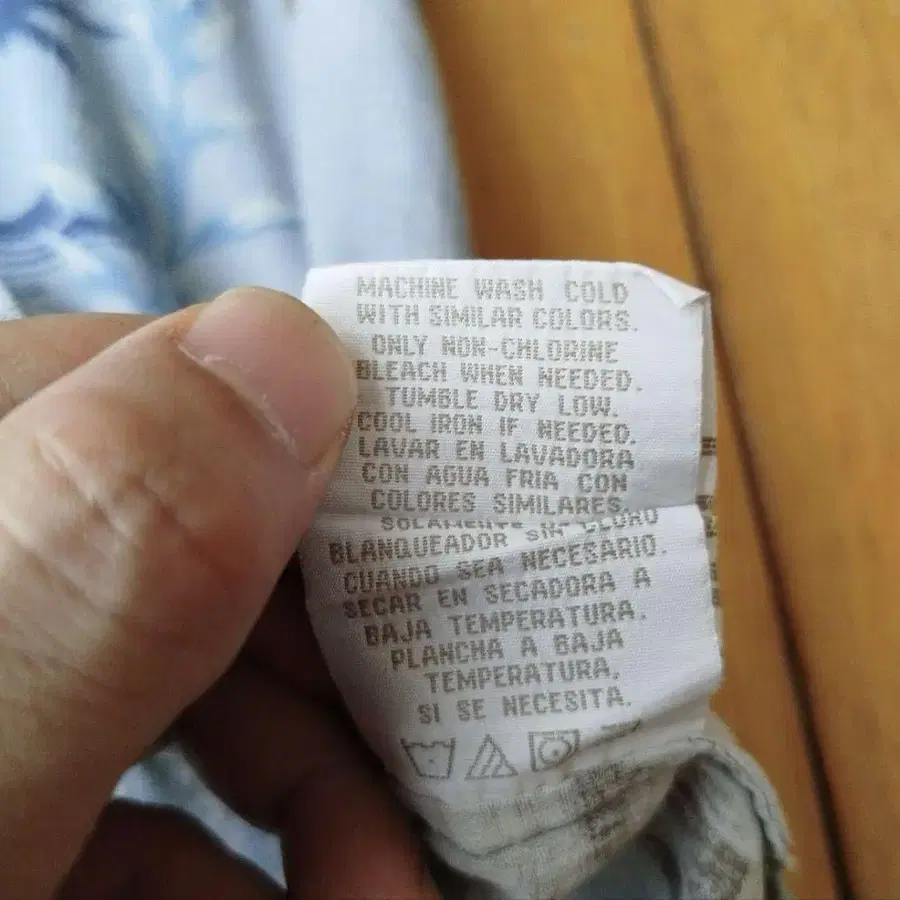 MACHINE WASH COLD
WITH SIMILAR COLORS.
ONLY NON-CHLORINE
BLEACH WHEN NEEDED.
TUMBLE DRY LOW.
COOL IRON IF NEEDED.
LAVAR EN LAVADORA
CON AGUA FRIA CON
COLORES SIMILARES.
SOLAMENTE SIN CLORO
BLANQUEADOR
CUANDO SEA NECESARIO.
SECAR EN SECADORA A
BAJA TEMPERATURA.
PLANCHA A BAJA
TEMPERATURA,
SI SE NECESITA.